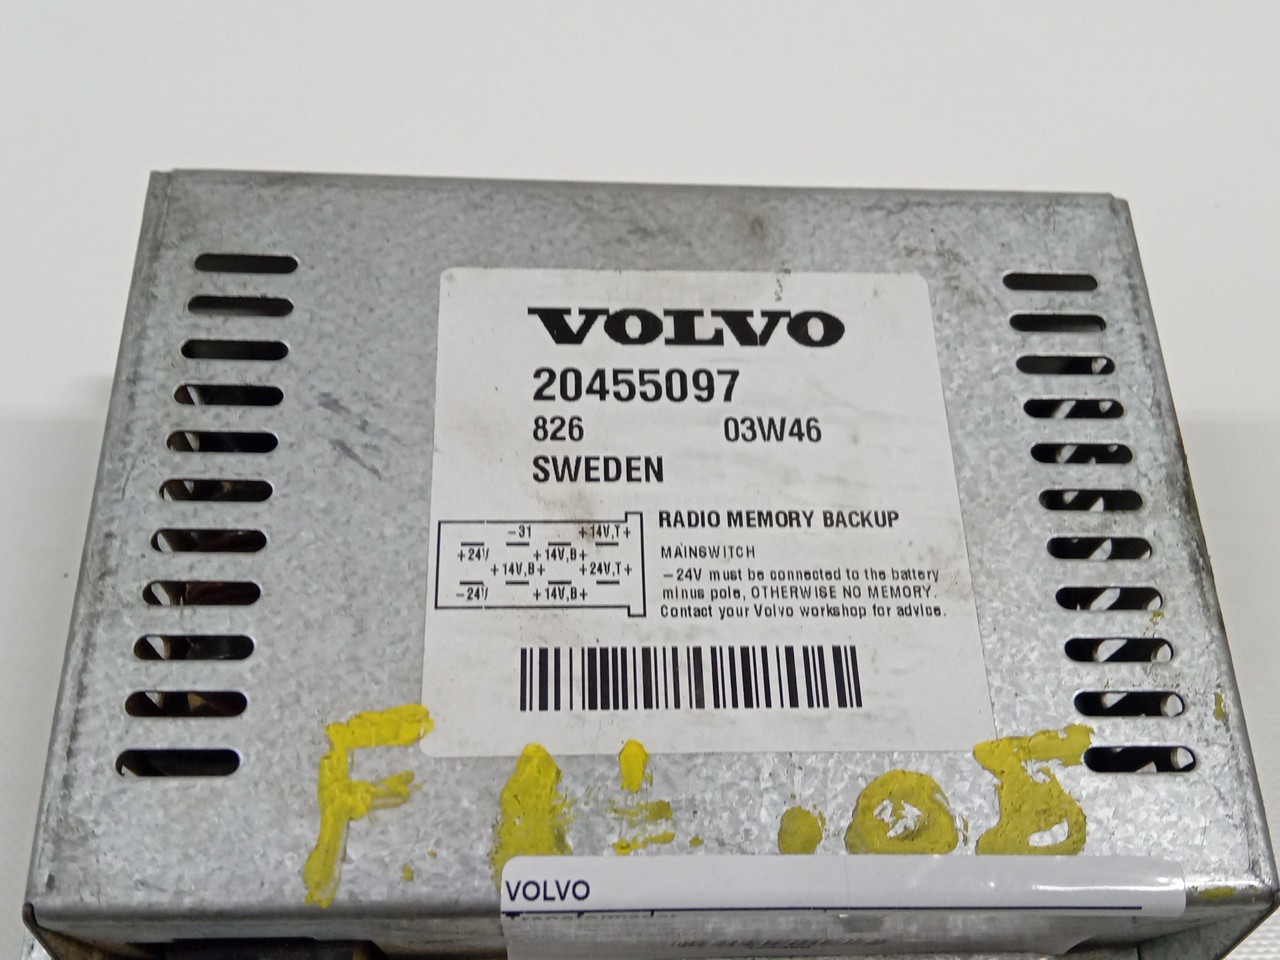 VOLVO
20455097
826 03W46
SWEDEN
-31 +14V,T+
+24V +14V,B+
+14V,B+ +24V,T+
-24V +14V,B+
RADIO MEMORY BACKUP
MAINSWITCH
-24V must be connected to the battery
minus pole, OTHERWISE NO MEMORY.
Contact your Volvo workshop for advice.
VOLVO
Transformador